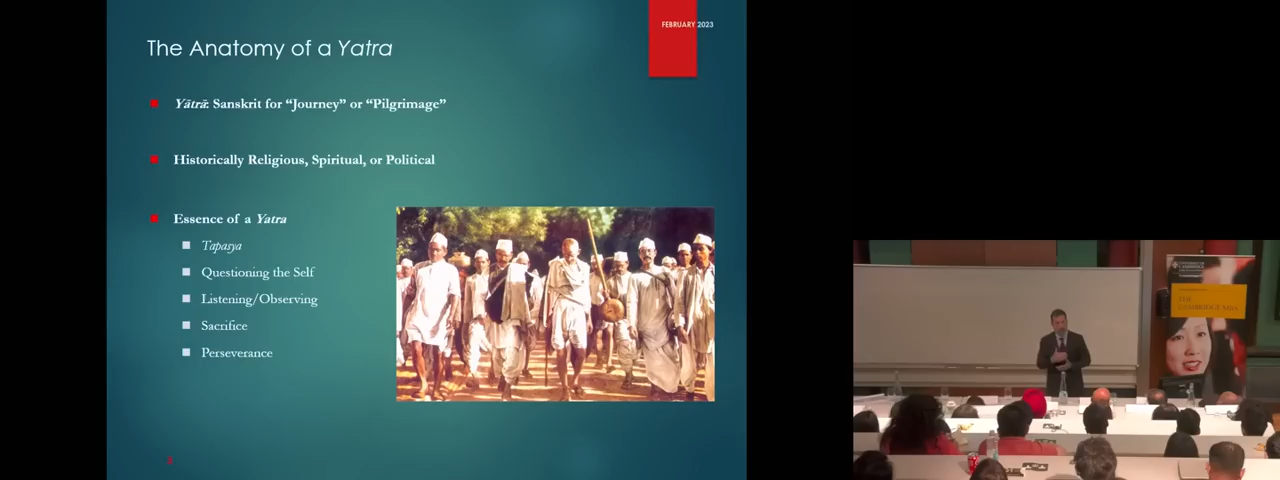 FEBRUARY 2023
The Anatomy of a Yatra
Yātrā: Sanskrit for “Journey” or “Pilgrimage”
Historically Religious, Spiritual, or Political
Essence of a Yatra
Tapasya
Questioning the Self
Listening/Observing
Sacrifice
Perseverance
THE
CAMBRIDGE MBA